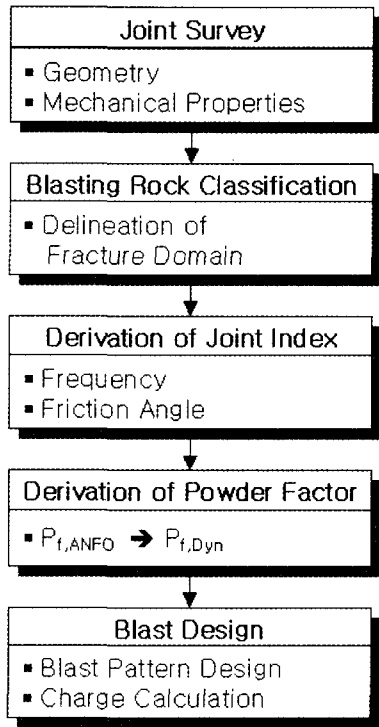 Joint Survey
▪ Geometry
▪ Mechanical Properties
Blasting Rock Classification
▪ Delineation of
Fracture Domain
Derivation of Joint Index
▪ Frequency
▪ Friction Angle
Derivation of Powder Factor
▪ Pf,ANFO ➔ Pf,Dyn
Blast Design
▪ Blast Pattern Design
▪ Charge Calculation